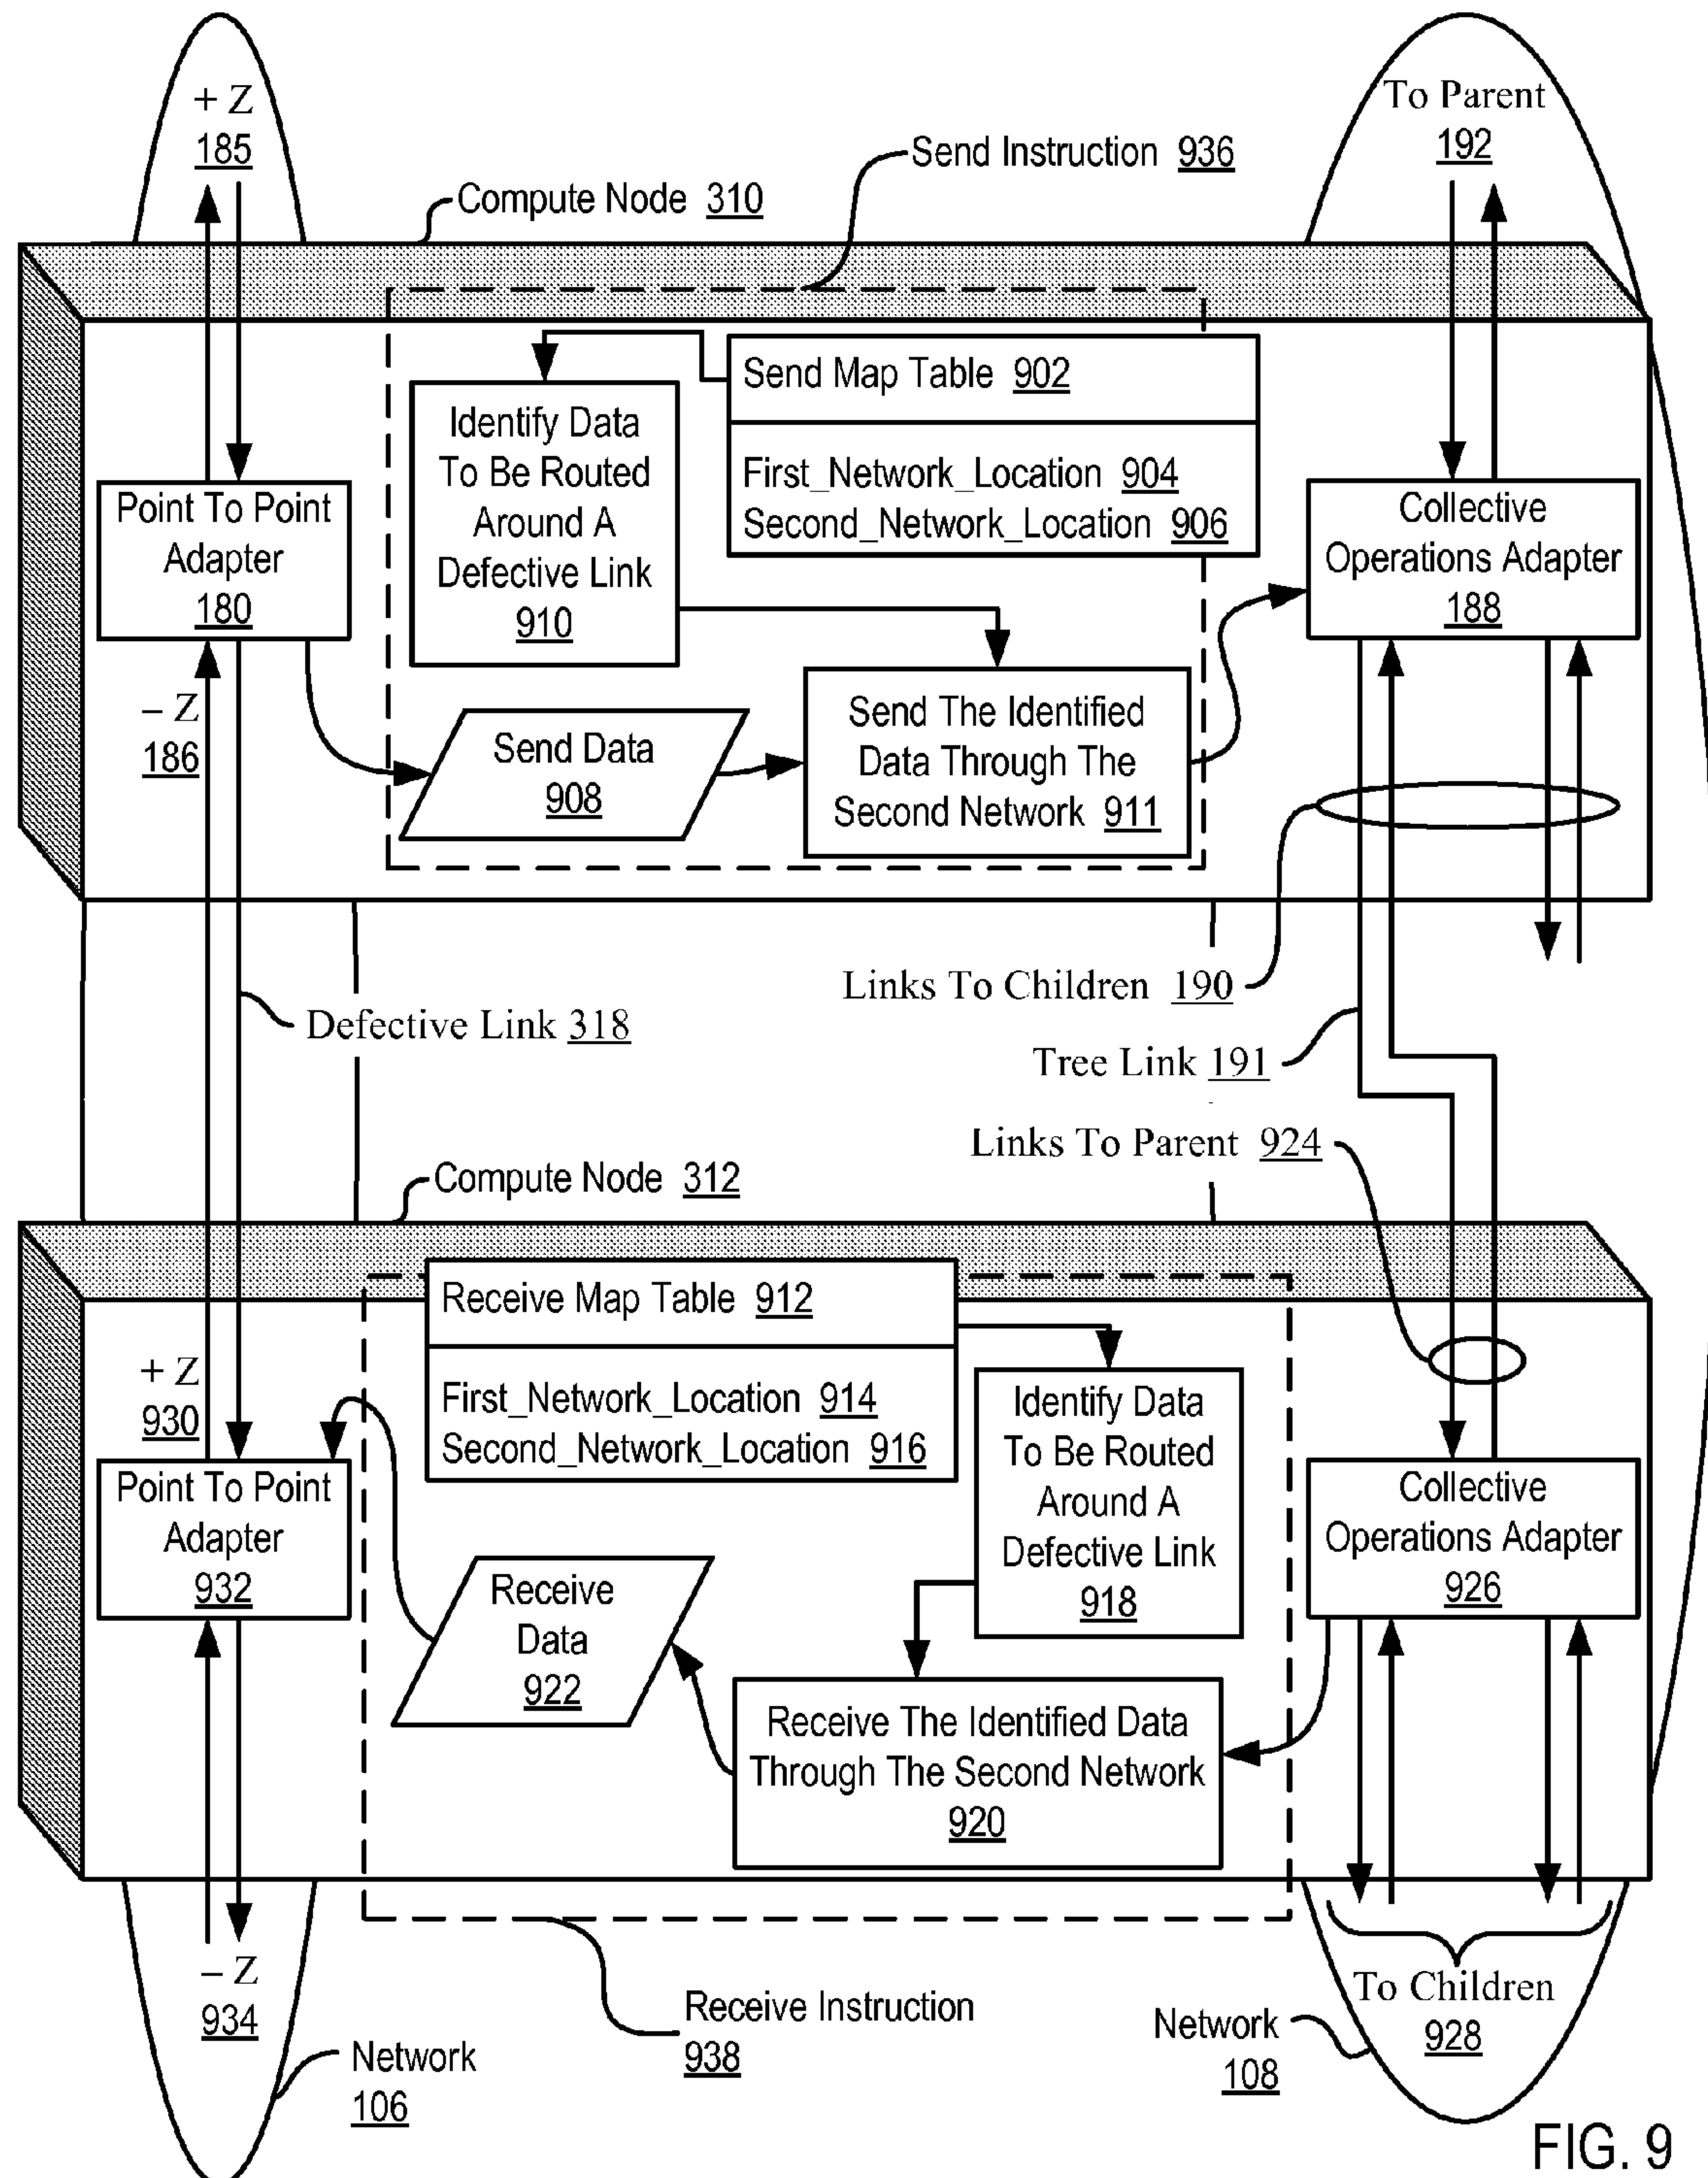 + Z
185
To Parent
192
Send Instruction 936
Compute Node 310
Send Map Table 902
First_Network_Location 904
Second_Network_Location 906
Identify Data
To Be Routed
Around A
Defective Link
910
Point To Point
Adapter
180
Collective
Operations Adapter
188
– Z
186
Send Data
908
Send The Identified
Data Through The
Second Network 911
Links To Children 190
Defective Link 318
Tree Link 191
Links To Parent 924
Compute Node 312
Receive Map Table 912
First_Network_Location 914
Second_Network_Location 916
+ Z
930
Identify Data
To Be Routed
Around A
Defective Link
918
Point To Point
Adapter
932
Collective
Operations Adapter
926
Receive
Data
922
Receive The Identified Data
Through The Second Network
920
– Z
934
Network
106
Receive Instruction
938
Network
108
To Children
928
FIG. 9